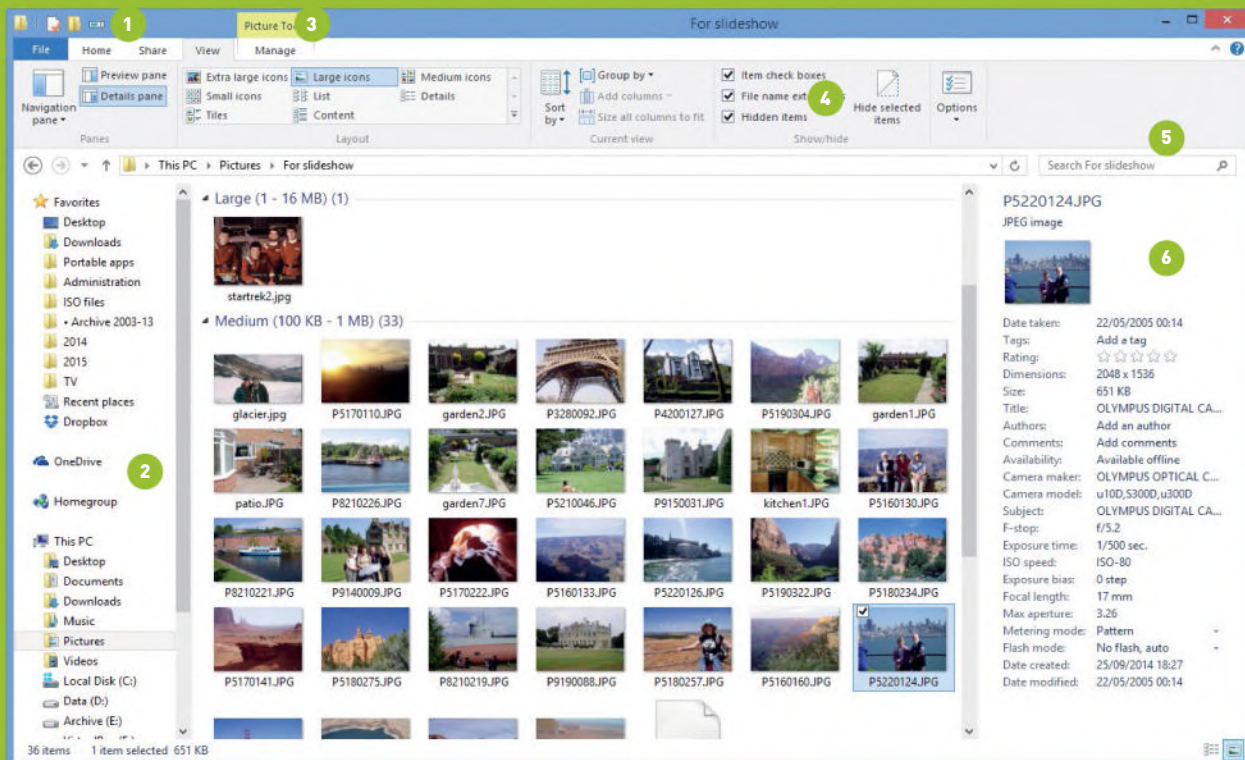 1
Picture To
3
For slideshow
File
Home
Share
View
Manage
Navigation pane
Preview pane
Details pane
Panes
Extra large icons
Large icons
Medium icons
Small icons
List
Details
Tiles
Content
Layout
Sort by
Group by
Add columns
Size all columns to fit
Current view
Item check boxes
File name ext
4
Hidden items
Hide selected items
Show/hide
Options
5
This PC
Pictures
For slideshow
Search For slideshow
Favorites
Desktop
Downloads
Portable apps
Administration
ISO files
• Archive 2003-13
2014
2015
TV
Recent places
Dropbox
OneDrive
2
Homegroup
This PC
Desktop
Documents
Downloads
Music
Pictures
Videos
Local Disk (C:)
Data (D:)
Archive (E:)
Large (1 - 16 MB) (1)
startrek2.jpg
Medium (100 KB - 1 MB) (33)
glacier.jpg
P5170110.JPG
garden2.JPG
P3280092.JPG
P4200127.JPG
P5190304.JPG
garden1.JPG
patio.JPG
P8210226.JPG
garden7.JPG
P5210046.JPG
P9150031.JPG
kitchen1.JPG
P5160130.JPG
P8210221.JPG
P9140009.JPG
P5170222.JPG
P5160133.JPG
P5220126.JPG
P5190322.JPG
P5180234.JPG
P5170141.JPG
P5180275.JPG
P8210219.JPG
P9190088.JPG
P5180257.JPG
P5160160.JPG
P5220124.JPG
P5220124.JPG
JPEG image
6
Date taken: 22/05/2005 00:14
Tags: Add a tag
Rating:
Dimensions: 2048 x 1536
Size: 651 KB
Title: OLYMPUS DIGITAL CA...
Authors: Add an author
Comments: Add comments
Availability: Available offline
Camera maker: OLYMPUS OPTICAL C...
Camera model: u10D,S300D,u300D
Subject: OLYMPUS DIGITAL CA...
F-stop: f/5.2
Exposure time: 1/500 sec.
ISO speed: ISO-80
Exposure bias: 0 step
Focal length: 17 mm
Max aperture: 3.26
Metering mode: Pattern
Flash mode: No flash, auto
Date created: 25/09/2014 18:27
Date modified: 22/05/2005 00:14
36 items
1 item selected 651 KB